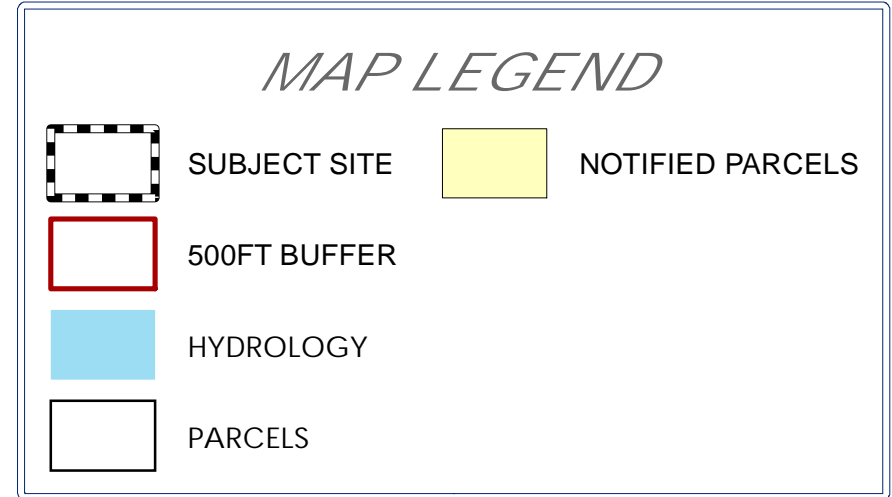 MAP LEGEND
SUBJECT SITE
NOTIFIED PARCELS
500FT BUFFER
HYDROLOGY
PARCELS